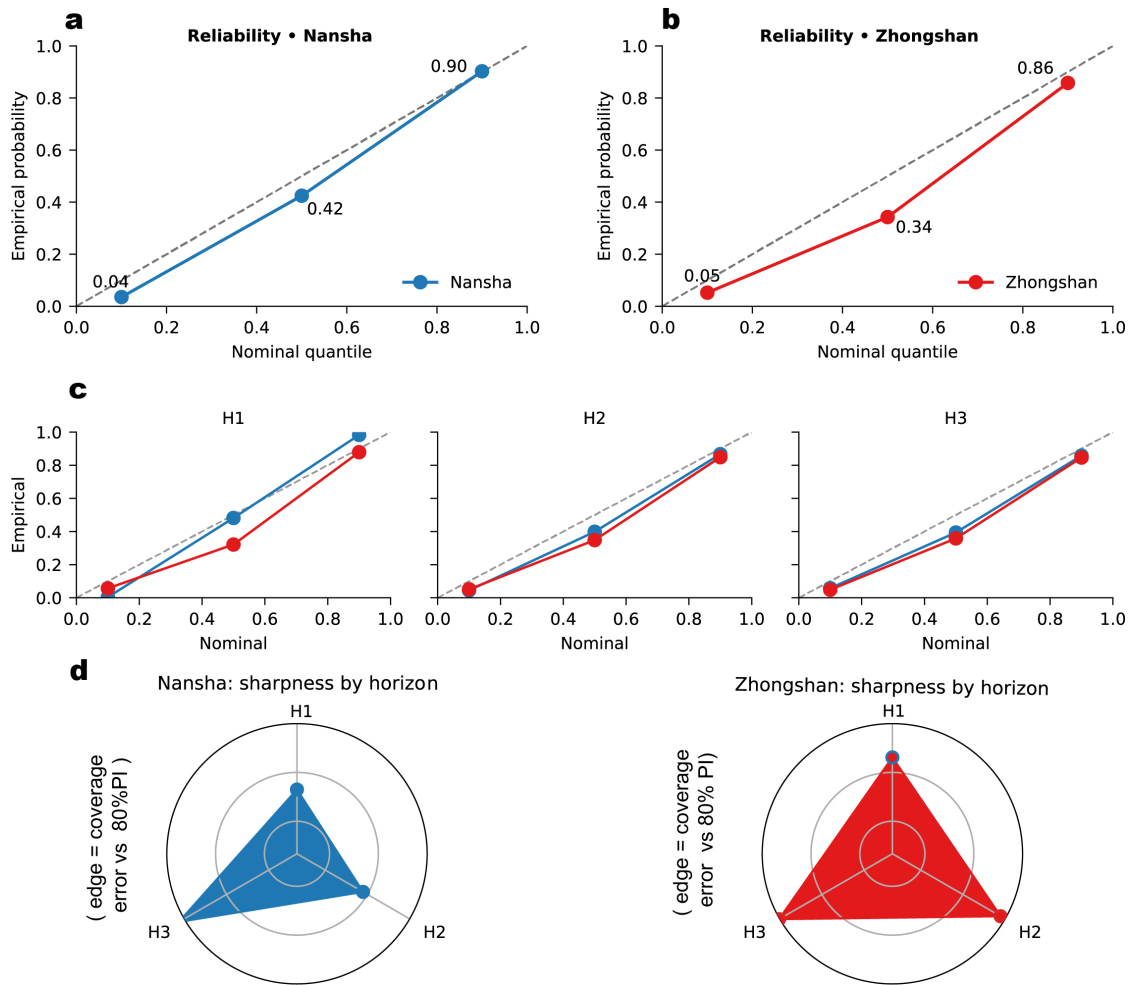 a
Reliability • Nansha
1.0
0.8
0.6
0.4
0.2
0.0
Empirical probability
0.90
0.42
0.04
Nansha
0.0 0.2 0.4 0.6 0.8 1.0
Nominal quantile
b
Reliability • Zhongshan
1.0
0.8
0.6
0.4
0.2
0.0
Empirical probability
0.86
0.34
0.05
Zhongshan
0.0 0.2 0.4 0.6 0.8 1.0
Nominal quantile
c
H1
1.0
0.8
0.6
0.4
0.2
0.0
Empirical
0.0 0.2 0.4 0.6 0.8 1.0
Nominal
H2
0.0 0.2 0.4 0.6 0.8 1.0
Nominal
H3
0.0 0.2 0.4 0.6 0.8 1.0
Nominal
d
Nansha: sharpness by horizon
( edge = coverage
error vs 80%PI )
H1
H3
H2
Zhongshan: sharpness by horizon
( edge = coverage
error vs 80% PI)
H1
H3
H2